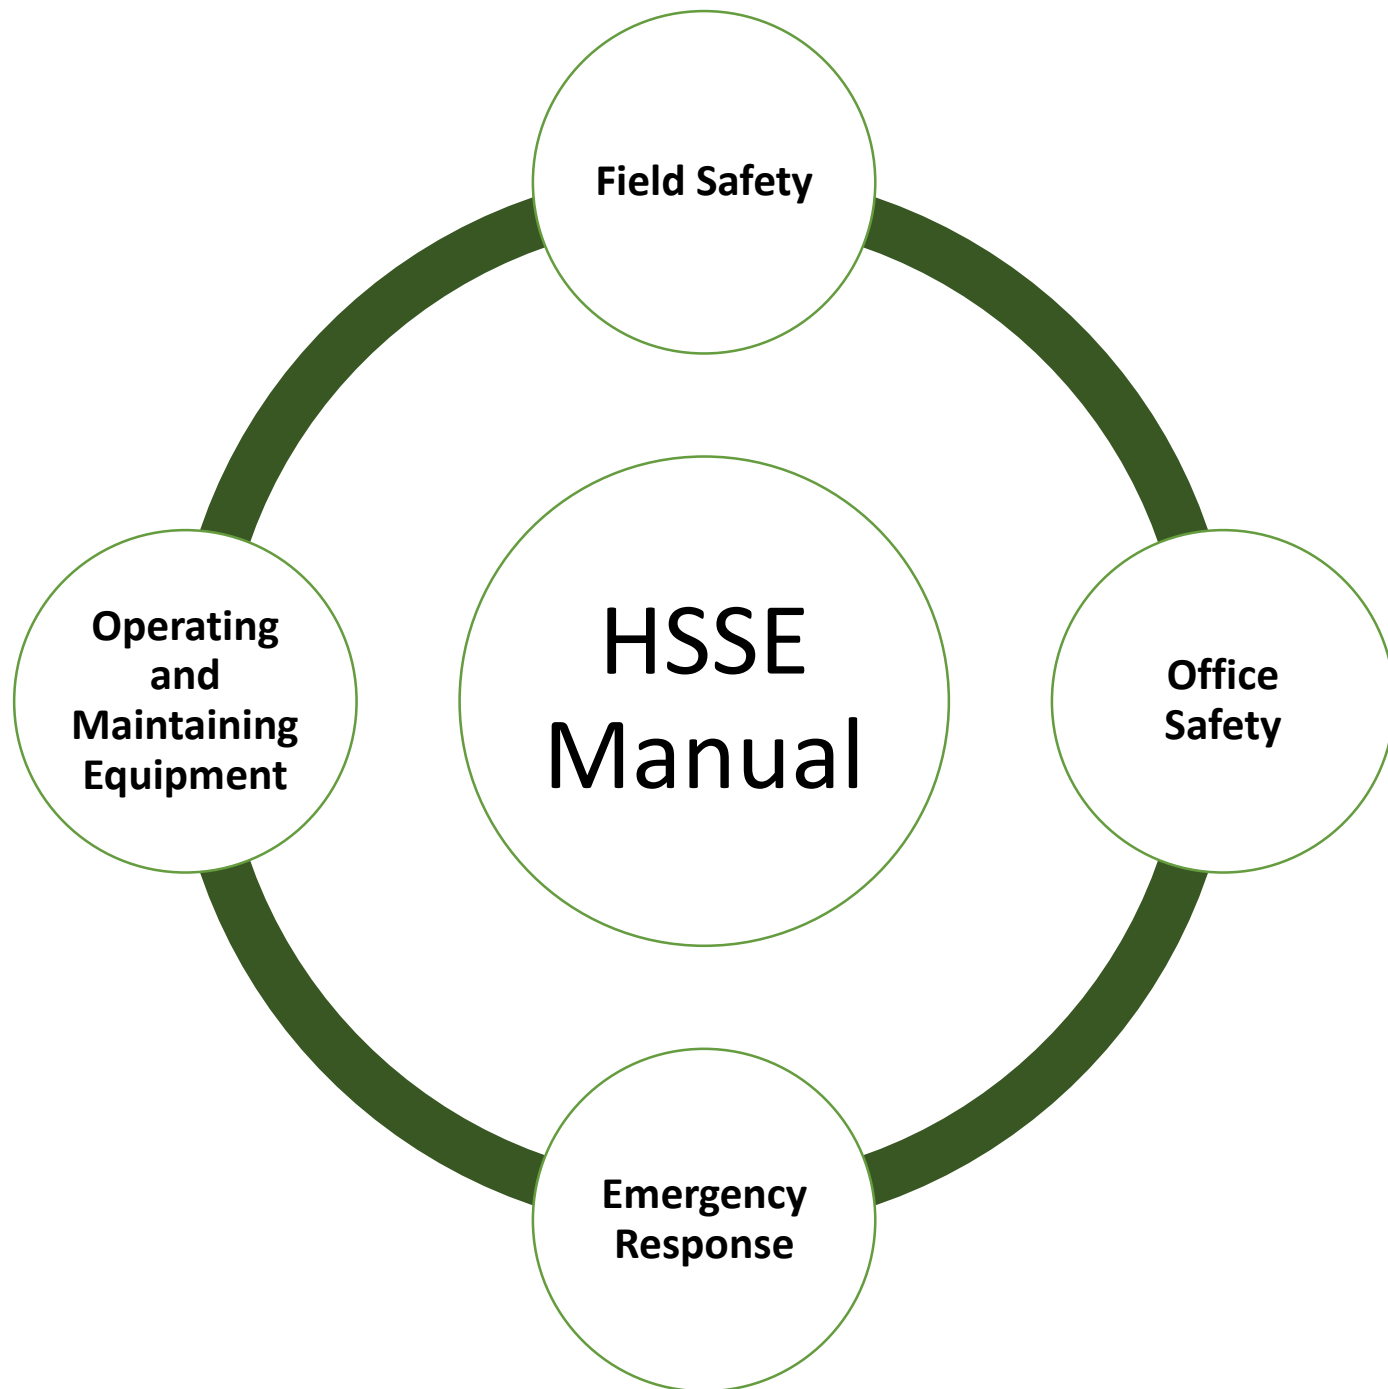 Field Safety
Operating
and
Maintaining
Equipment
HSSE
Manual
Office
Safety
Emergency
Response